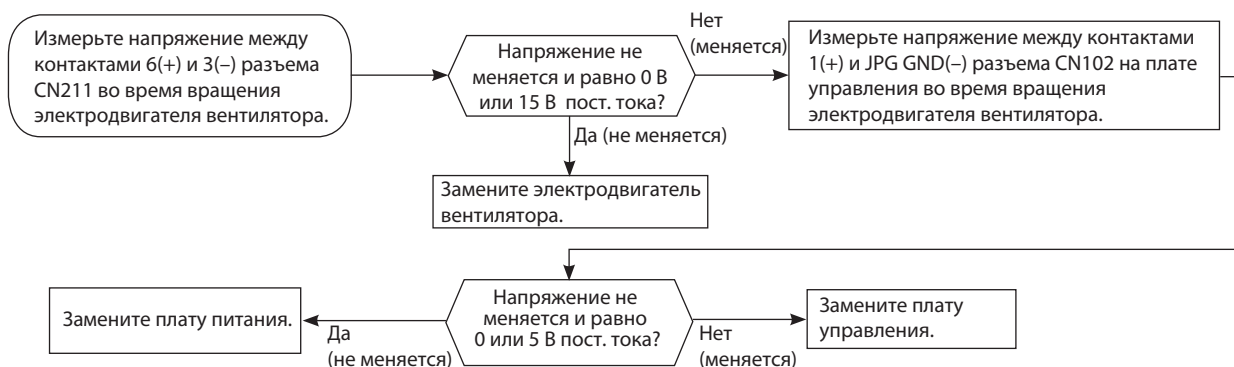 Измерьте напряжение между
контактами 6(+) и 3(–) разъема
CN211 во время вращения
электродвигателя вентилятора.
Напряжение не
меняется и равно 0 В
или 15 В пост. тока?
Нет
(меняется)
Измерьте напряжение между контактами
1(+) и JPG GND(–) разъема CN102 на плате
управления во время вращения
электродвигателя вентилятора.
Да (не меняется)
Замените электродвигатель
вентилятора.
Напряжение не
меняется и равно
0 или 5 В пост. тока?
Да
(не меняется)
Замените плату питания.
Нет
(меняется)
Замените плату
управления.